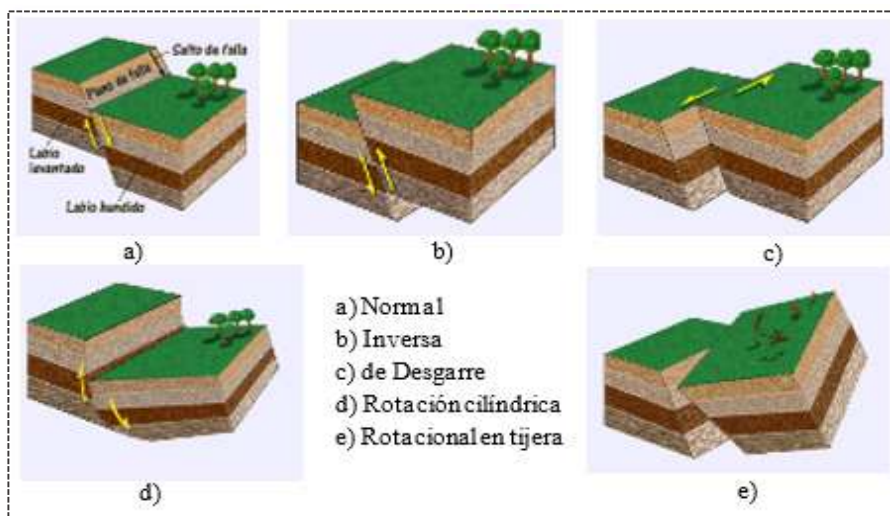 Salto de falla
Plano de falla
Labio
levantado
Labio hundido
a)
b)
c)
a) Normal
b) Inversa
c) de Desgarre
d) Rotación cilíndrica
e) Rotacional en tijera
d)
e)